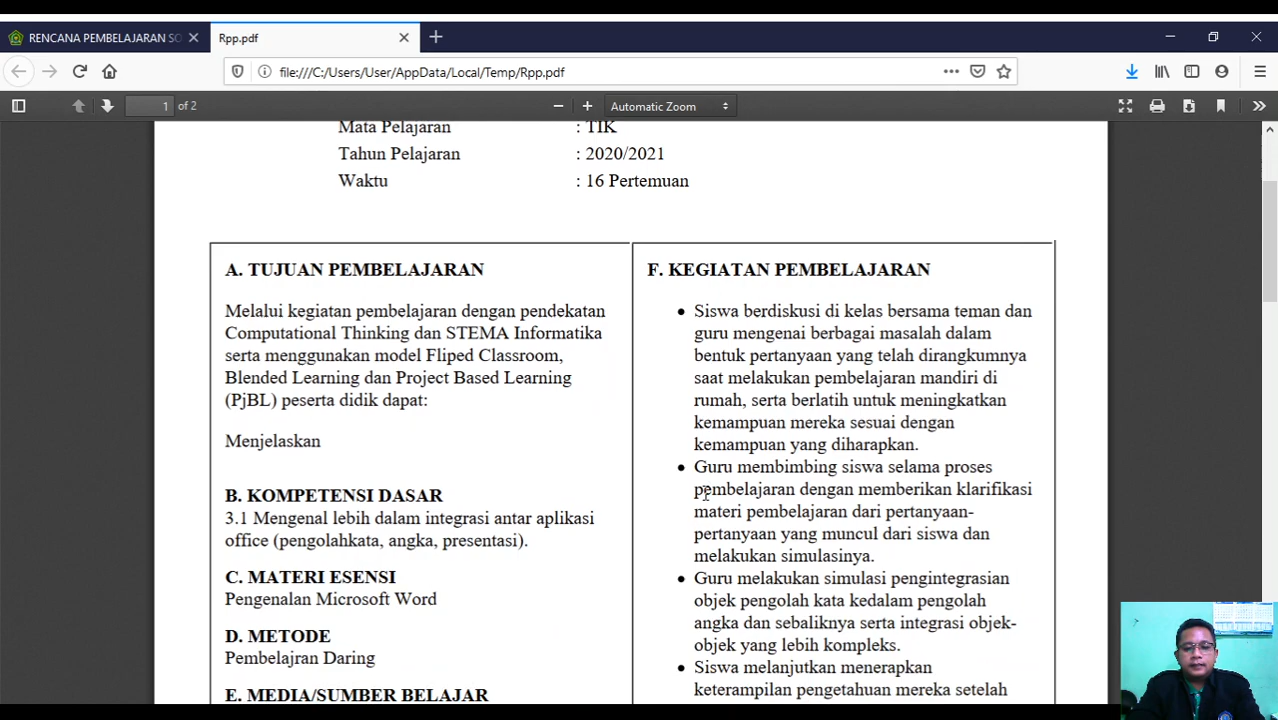 RENCANA PEMBELAJARAN SO
Rpp.pdf
file:///C:/Users/User/AppData/Local/Temp/Rpp.pdf
1 of 2
Automatic Zoom
Mata Pelajaran : TIK
Tahun Pelajaran : 2020/2021
Waktu : 16 Pertemuan
A. TUJUAN PEMBELAJARAN
Melalui kegiatan pembelajaran dengan pendekatan
Computational Thinking dan STEMA Informatika
serta menggunakan model Fliped Classroom,
Blended Learning dan Project Based Learning
(PjBL) peserta didik dapat:
Menjelaskan
B. KOMPETENSI DASAR
3.1 Mengenal lebih dalam integrasi antar aplikasi
office (pengolahkata, angka, presentasi).
C. MATERI ESENSI
Pengenalan Microsoft Word
D. METODE
Pembelajran Daring
E. MEDIA/SUMBER BELAJAR
F. KEGIATAN PEMBELAJARAN
• Siswa berdiskusi di kelas bersama teman dan
guru mengenai berbagai masalah dalam
bentuk pertanyaan yang telah dirangkumnya
saat melakukan pembelajaran mandiri di
rumah, serta berlatih untuk meningkatkan
kemampuan mereka sesuai dengan
kemampuan yang diharapkan.
• Guru membimbing siswa selama proses
pembelajaran dengan memberikan klarifikasi
materi pembelajaran dari pertanyaan-
pertanyaan yang muncul dari siswa dan
melakukan simulasinya.
• Guru melakukan simulasi pengintegrasian
objek pengolah kata kedalam pengolah
angka dan sebaliknya serta integrasi objek-
objek yang lebih kompleks.
• Siswa melanjutkan menerapkan
keterampilan pengetahuan mereka setelah